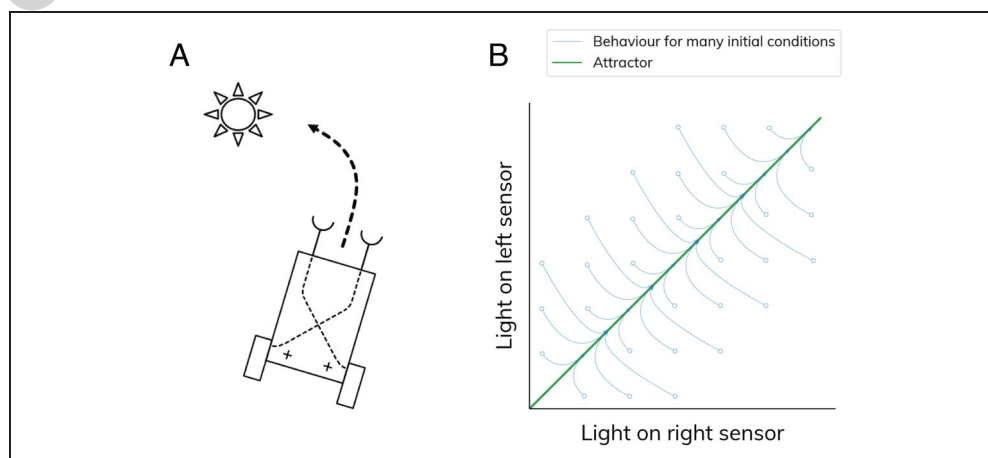 A
B
Behaviour for many initial conditions
Attractor
+
+
Light on left sensor
Light on right sensor